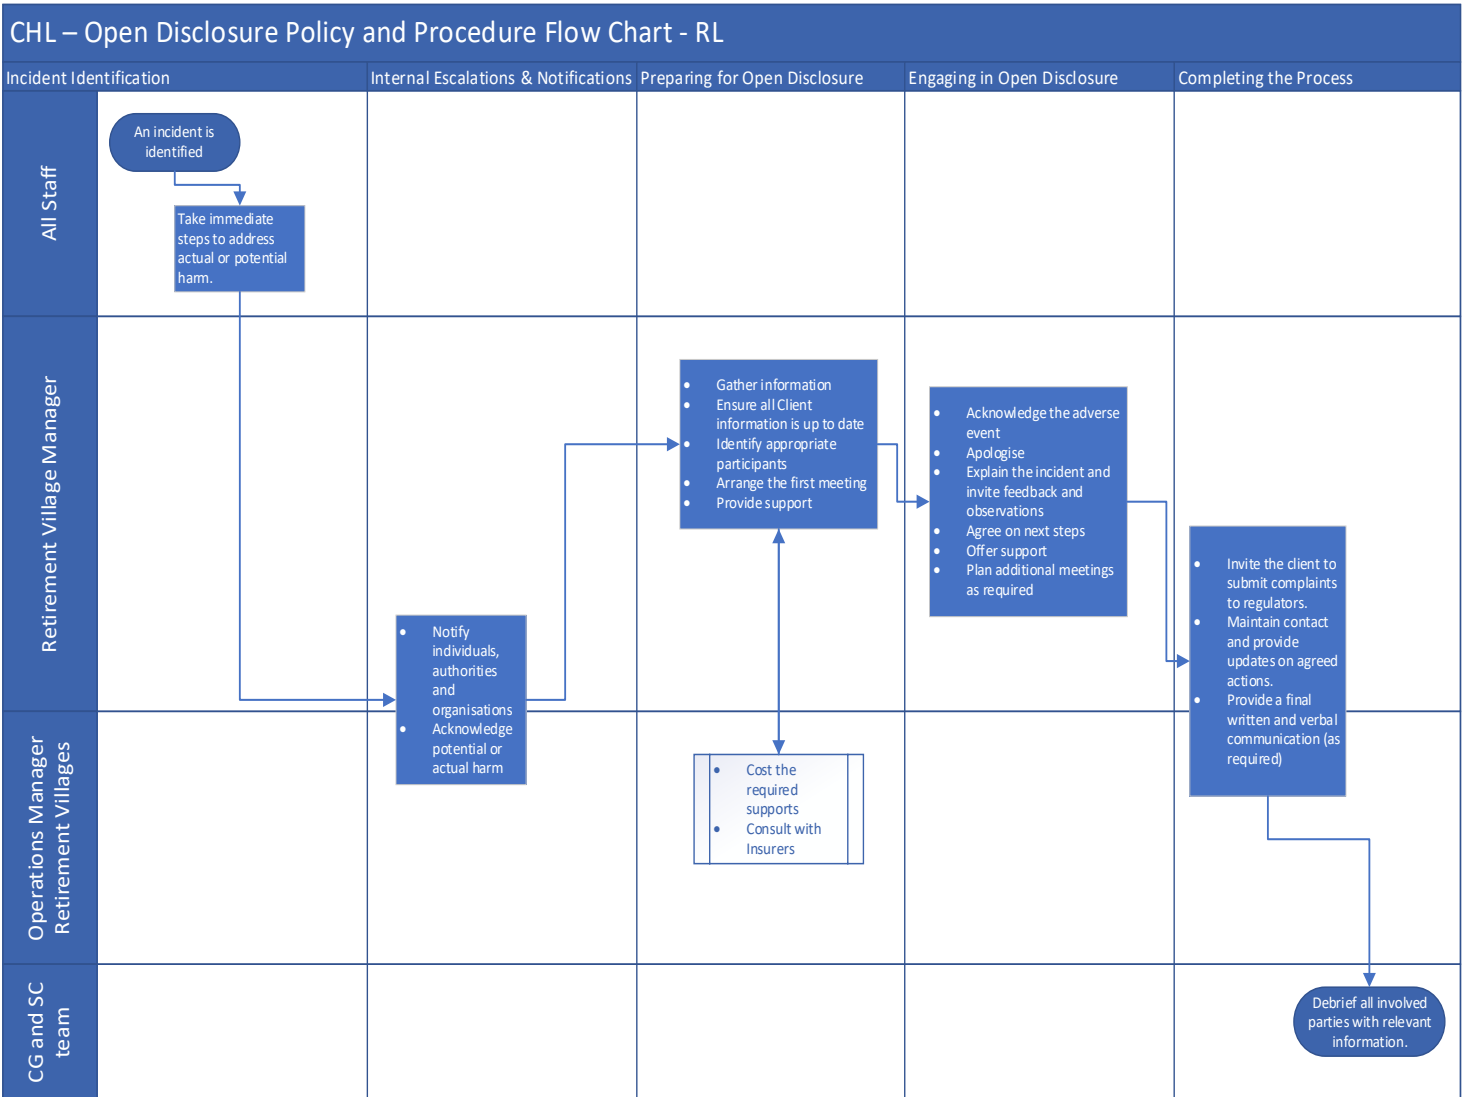 CHL – Open Disclosure Policy and Procedure Flow Chart - RL
Incident Identification
Internal Escalations & Notifications
Preparing for Open Disclosure
Engaging in Open Disclosure
Completing the Process
All Staff
An incident is
identified
Take immediate
steps to address
actual or potential
harm.
Retirement Village Manager
• Notify
individuals,
authorities
and
organisations
• Acknowledge
potential or
actual harm
• Gather information
• Ensure all Client
information is up to date
• Identify appropriate
participants
• Arrange the first meeting
• Provide support
• Acknowledge the adverse
event
• Apologise
• Explain the incident and
invite feedback and
observations
• Agree on next steps
• Offer support
• Plan additional meetings
as required
• Invite the client to
submit complaints
to regulators.
• Maintain contact
and provide
updates on agreed
actions.
• Provide a final
written and verbal
communication (as
required)
Operations Manager
Retirement Villages
• Cost the
required
supports
• Consult with
Insurers
CG and SC
team
Debrief all involved
parties with relevant
information.